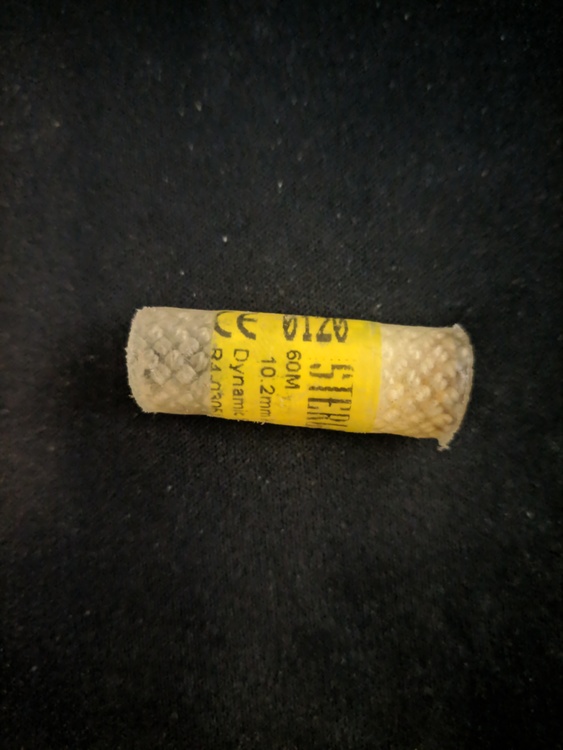 STERL
0120
60M
10.2mm
CE
Dynamic